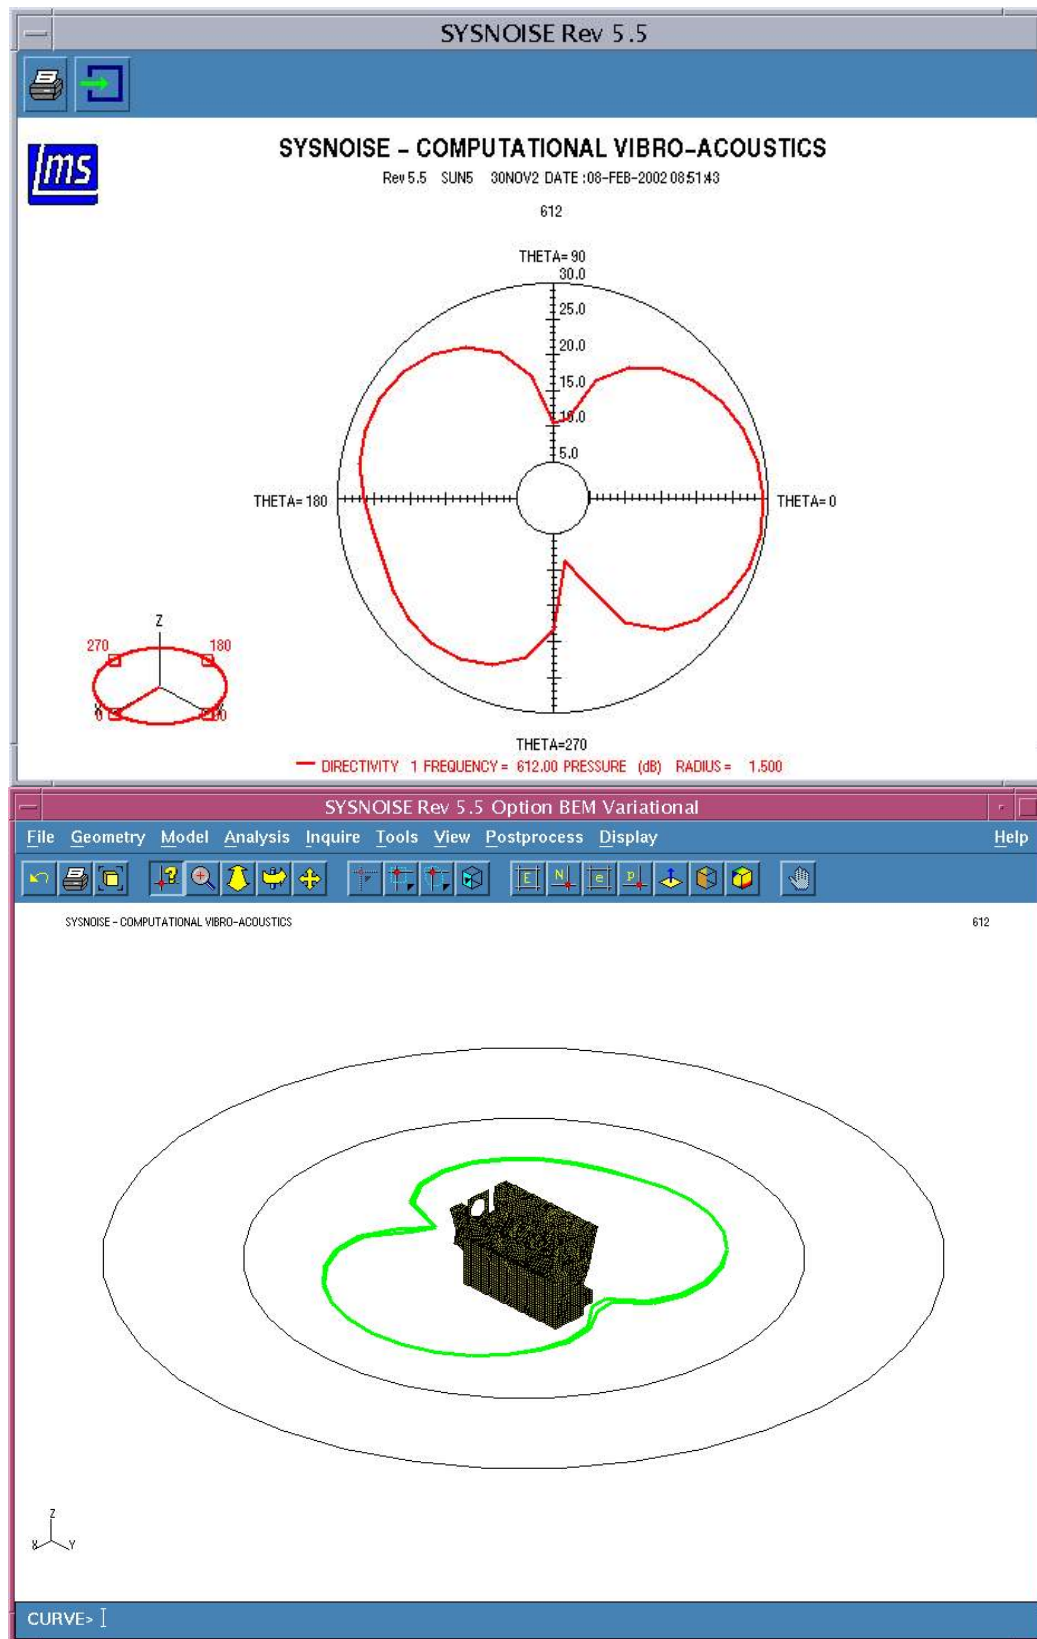 SYSNOISE Rev 5.5
lms
SYSNOISE - COMPUTATIONAL VIBRO-ACOUSTICS
Rev 5.5 SUN5 30NOV2 DATE :08-FEB-2002 08:51:43
612
THETA= 90
30.0
25.0
20.0
15.0
10.0
5.0
THETA= 180
THETA= 0
Z
270
180
0
THETA=270
DIRECTIVITY 1 FREQUENCY = 612.00 PRESSURE (dB) RADIUS = 1.500
SYSNOISE Rev 5.5 Option BEM Variational
File Geometry Model Analysis Inquire Tools View Postprocess Display Help
E N e P
SYSNOISE - COMPUTATIONAL VIBRO-ACOUSTICS
612
Z
X Y
CURVE>